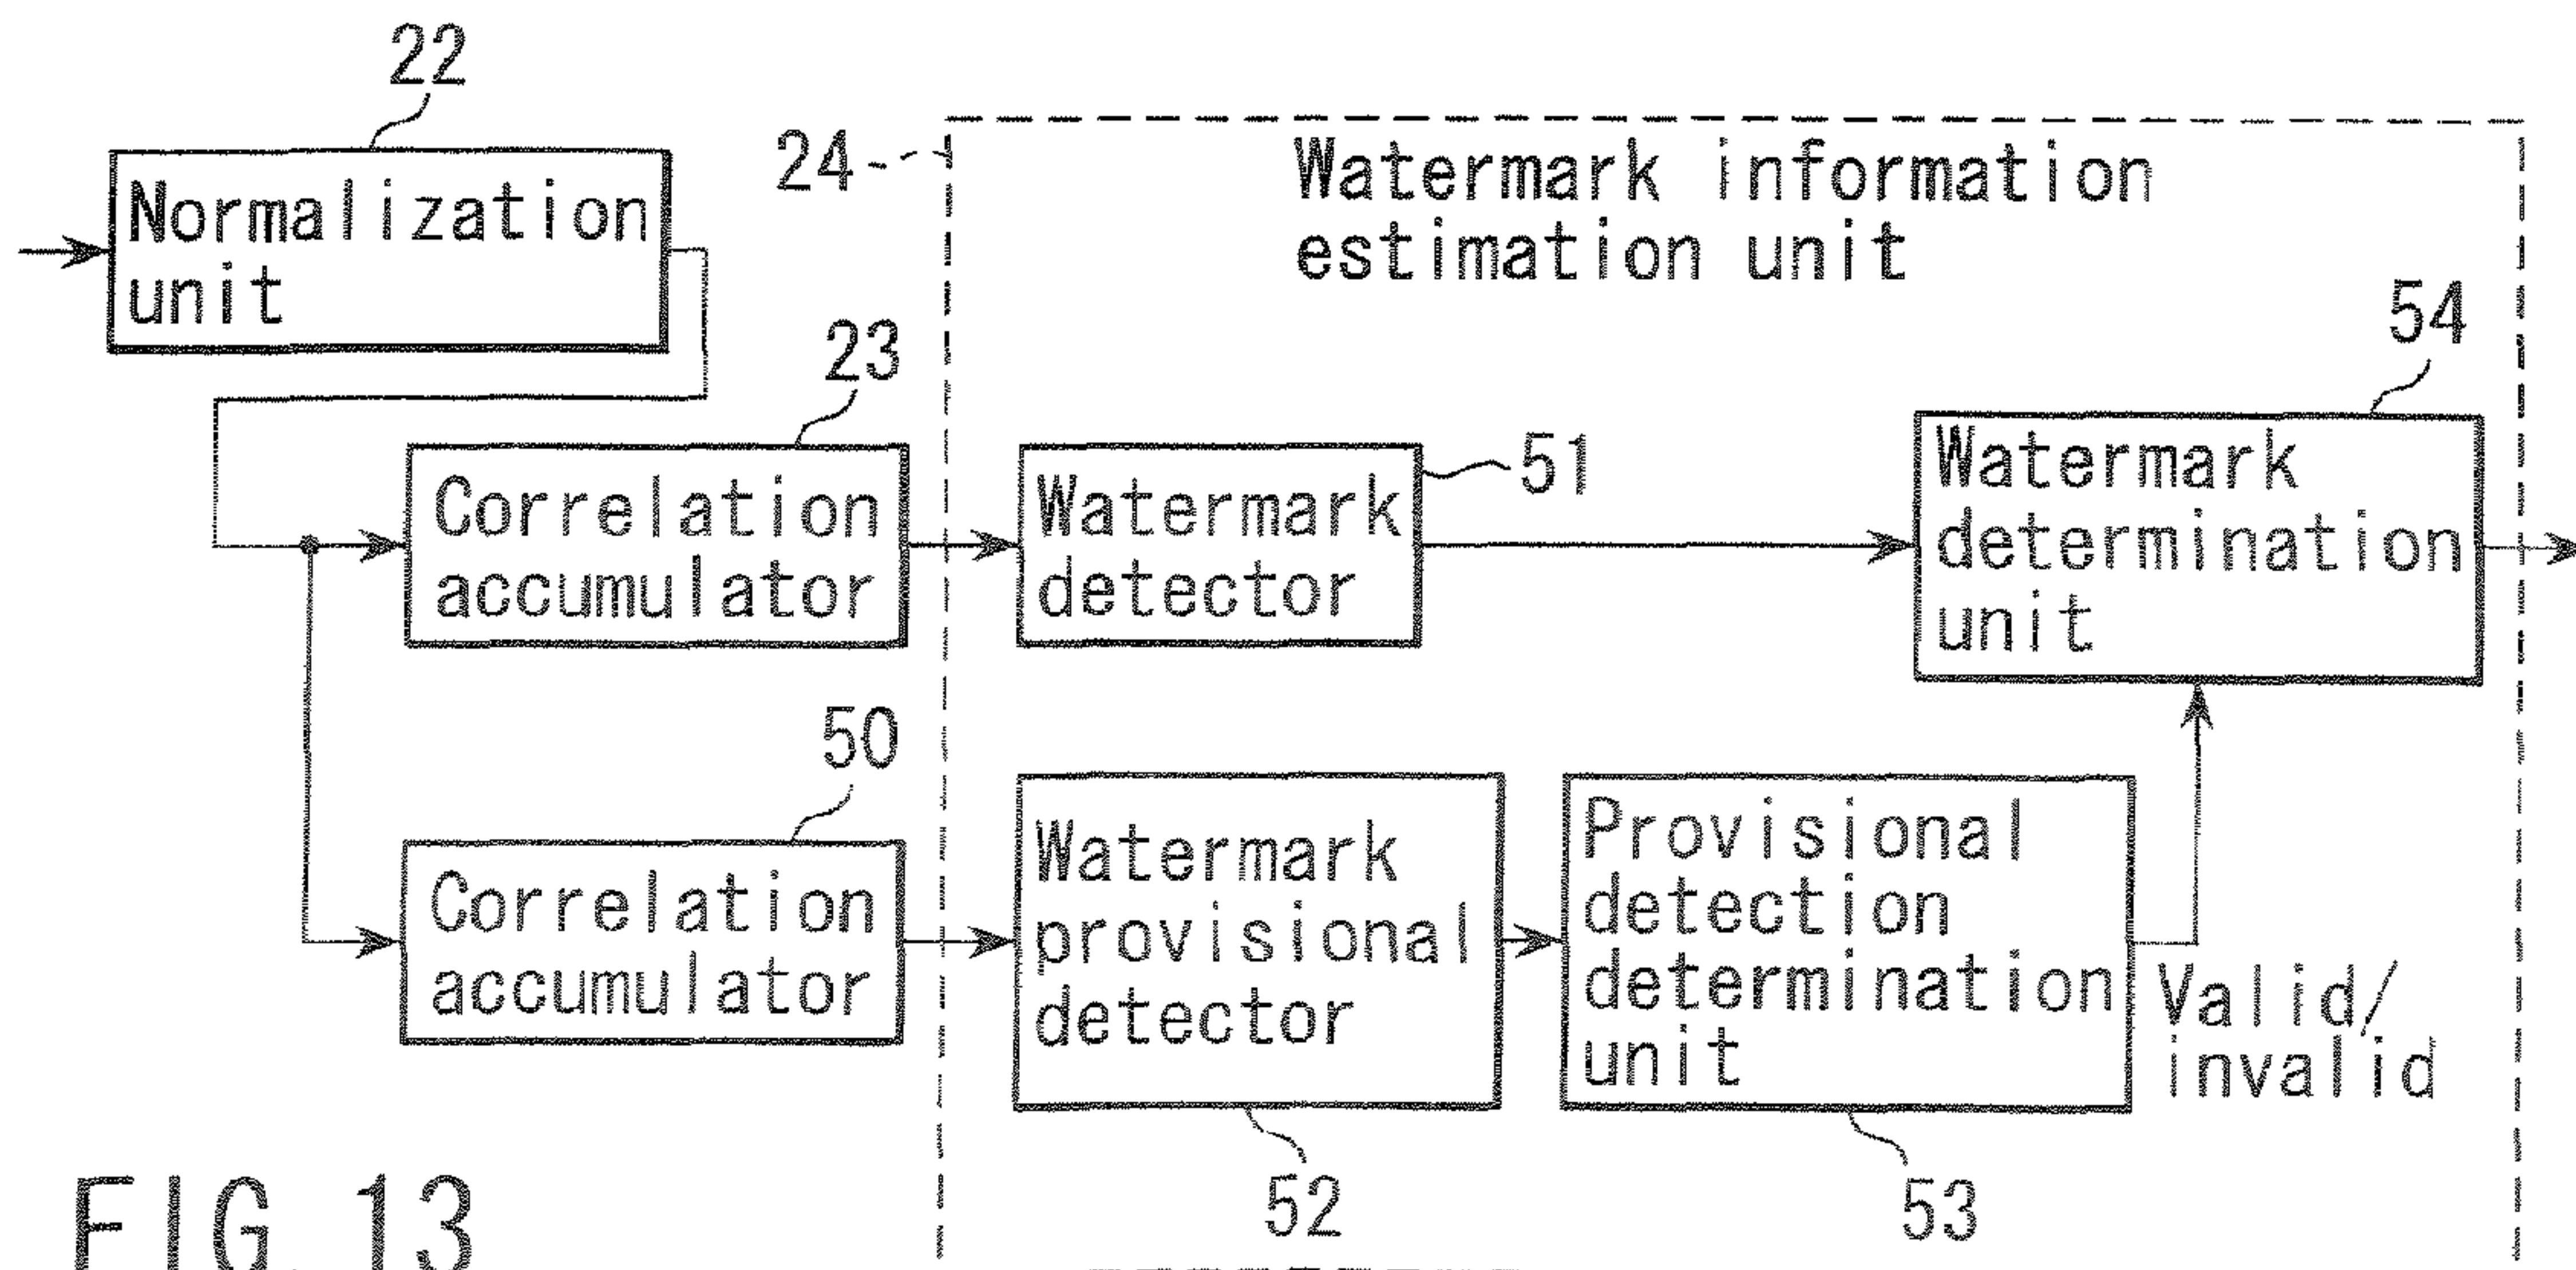 22
Normalization
unit
24
Watermark information
estimation unit
23
Correlation
accumulator
Watermark
detector
51
54
Watermark
determination
unit
50
Correlation
accumulator
Watermark
provisional
detector
52
Provisional
detection
determination
unit
53
Valid/
invalid
FIG. 13